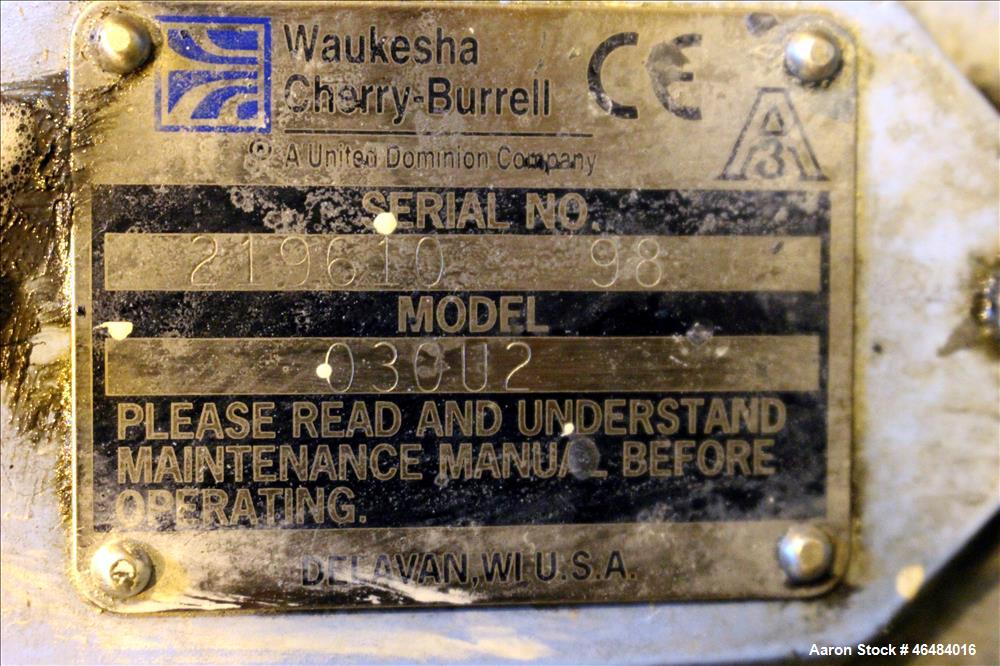 Waukesha
Cherry-Burrell
CE
A United Dominion Company
3A
SERIAL NO.
219610 98
MODEL
030U2
PLEASE READ AND UNDERSTAND
MAINTENANCE MANUAL BEFORE
OPERATING.
DELAVAN, WI U.S.A.
Aaron Stock # 46484016